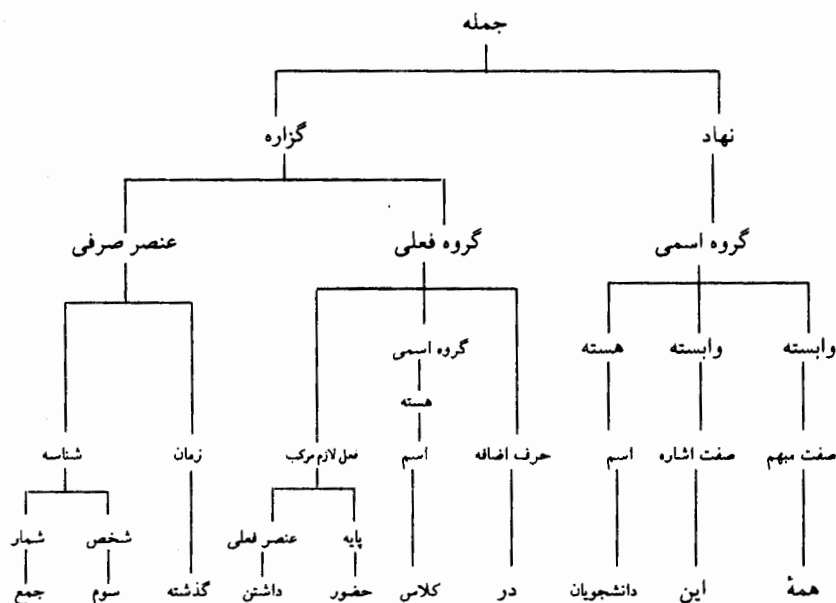 جمله
نهاد گزاره
گروه اسمی گروه فعلی عنصر صرفی
وابسته وابسته هسته گروه اسمی
هسته
صفت مبهم صفت اشاره اسم حرف اضافه اسم فعل لازم مرکب زمان شناسه
پایه عنصر فعلی شخص شمار
همهٔ این دانشجویان در کلاس حضور داشتن گذشته سوم جمع